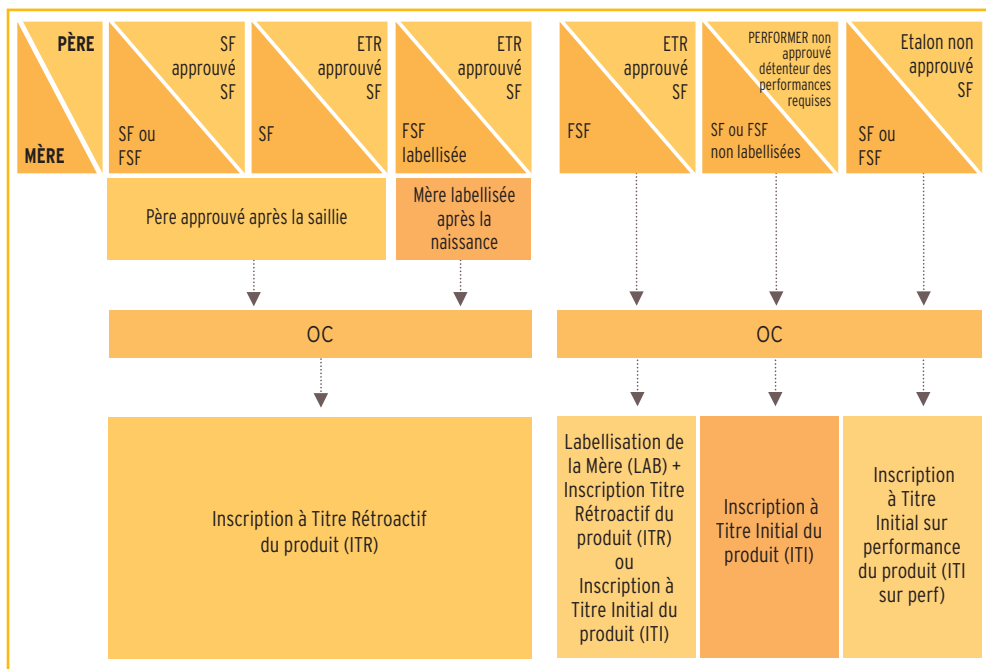 PÈRE
MÈRE
SF
approuvé
SF
SF ou
FSF
ETR
approuvé
SF
SF
ETR
approuvé
SF
FSF
labellisée
ETR
approuvé
SF
FSF
PERFORMER non
approuvé
détenteur des
performances
requises
SF ou FSF
non labellisées
Etalon non
approuvé
SF
SF ou
FSF
Père approuvé après la saillie
Mère labellisée
après la
naissance
OC
OC
Inscription à Titre Rétroactif
du produit (ITR)
Labellisation de
la Mère (LAB) +
Inscription Titre
Rétroactif du
produit (ITR)
ou
Inscription à
Titre Initial du
produit (ITI)
Inscription à
Titre Initial du
produit (ITI)
Inscription
à Titre
Initial sur
performance
du produit (ITI
sur perf)